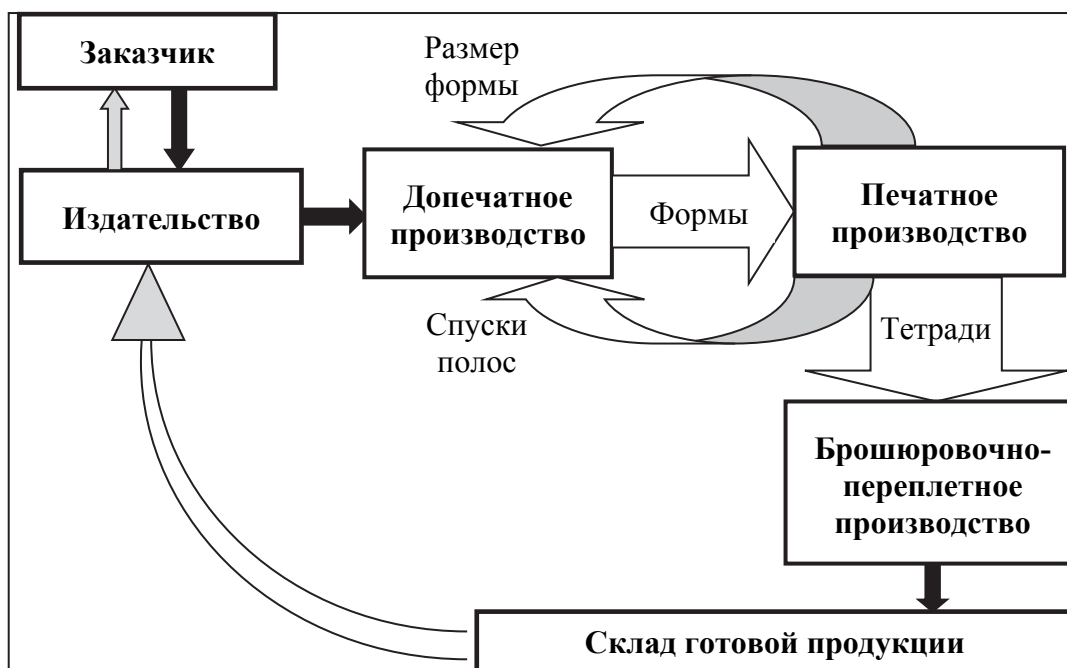 Заказчик
Размер
формы
Издательство
Допечатное
производство
Формы
Печатное
производство
Спуски
полос
Тетради
Брошюровочно-
переплетное
производство
Склад готовой продукции